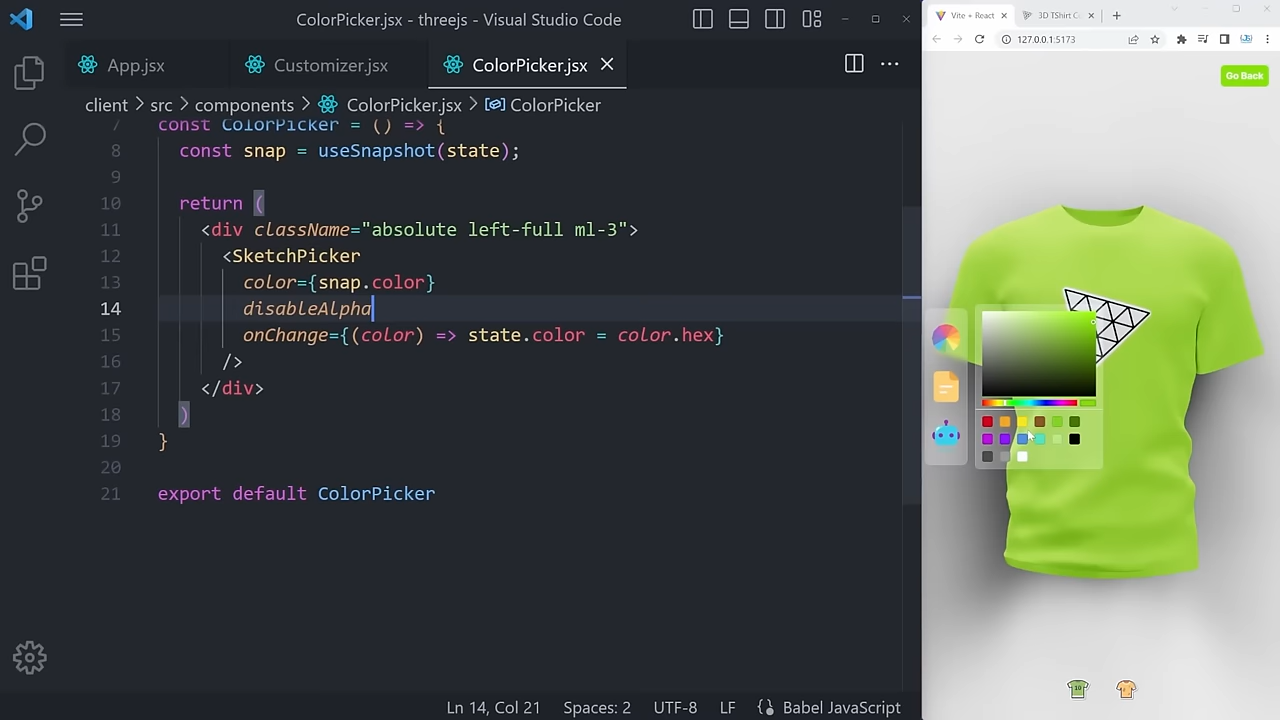 ColorPicker.jsx - threejs - Visual Studio Code
App.jsx
Customizer.jsx
ColorPicker.jsx
client > src > components > ColorPicker.jsx > ColorPicker
7 const ColorPicker = () => {
8 const snap = useSnapshot(state);
9
10 return (
11 <div className="absolute left-full ml-3">
12 <SketchPicker
13 color={snap.color}
14 disableAlpha
15 onChange={(color) => state.color = color.hex}
16 />
17 </div>
18 )
19 }
20
21 export default ColorPicker
Ln 14, Col 21 Spaces: 2 UTF-8 LF {} Babel JavaScript
Vite + React
3D TShirt C
127.0.0.1:5173
Go Back